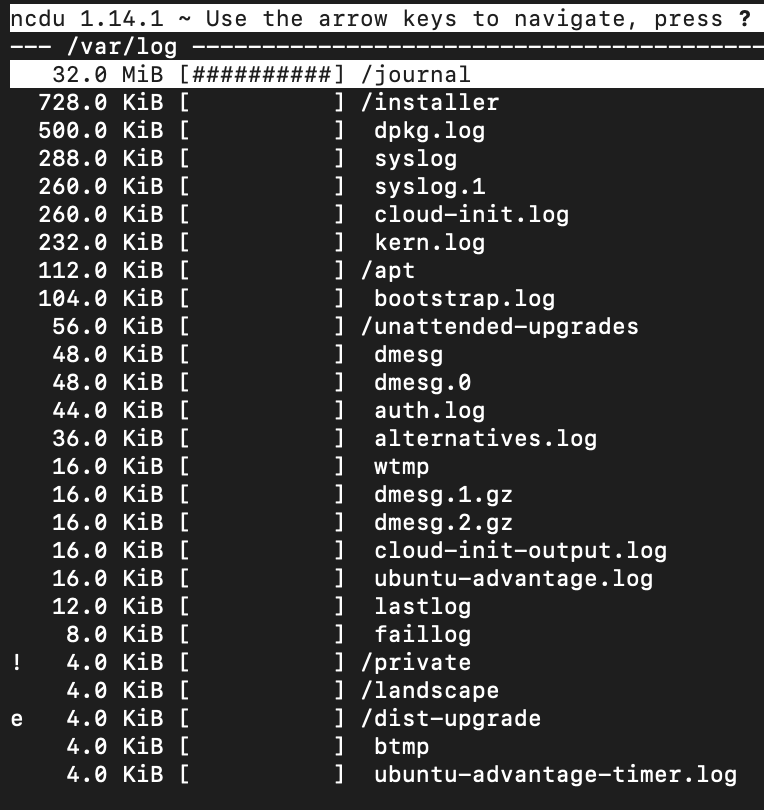 ncdu 1.14.1 ~ Use the arrow keys to navigate, press ?
--- /var/log -----------------------------------------
   32.0 MiB [##########] /journal
  728.0 KiB [          ] /installer
  500.0 KiB [          ]  dpkg.log
  288.0 KiB [          ]  syslog
  260.0 KiB [          ]  syslog.1
  260.0 KiB [          ]  cloud-init.log
  232.0 KiB [          ]  kern.log
  112.0 KiB [          ] /apt
  104.0 KiB [          ]  bootstrap.log
   56.0 KiB [          ] /unattended-upgrades
   48.0 KiB [          ]  dmesg
   48.0 KiB [          ]  dmesg.0
   44.0 KiB [          ]  auth.log
   36.0 KiB [          ]  alternatives.log
   16.0 KiB [          ]  wtmp
   16.0 KiB [          ]  dmesg.1.gz
   16.0 KiB [          ]  dmesg.2.gz
   16.0 KiB [          ]  cloud-init-output.log
   16.0 KiB [          ]  ubuntu-advantage.log
   12.0 KiB [          ]  lastlog
    8.0 KiB [          ]  faillog
!   4.0 KiB [          ] /private
    4.0 KiB [          ] /landscape
e   4.0 KiB [          ] /dist-upgrade
    4.0 KiB [          ]  btmp
    4.0 KiB [          ]  ubuntu-advantage-timer.log